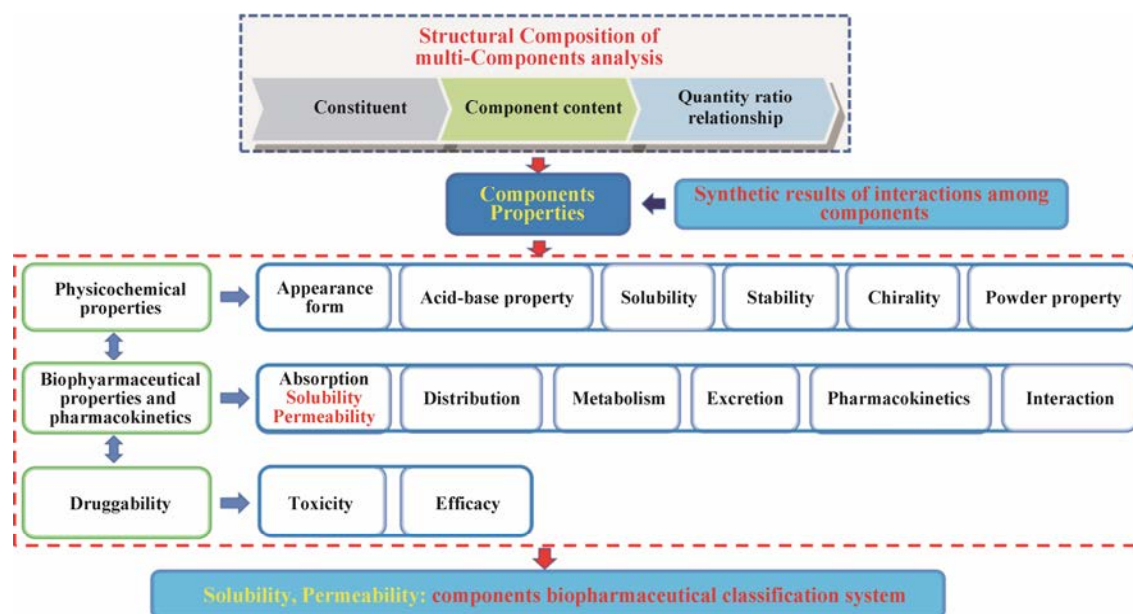 Structural Composition of
multi-Components analysis
Constituent
Component content
Quantity ratio
relationship
Components
Properties
Synthetic results of interactions among
components
Physicochemical
properties
Appearance
form
Acid-base property
Solubility
Stability
Chirality
Powder property
Biophyarmaceutical
properties and
pharmacokinetics
Absorption
Solubility
Permeability
Distribution
Metabolism
Excretion
Pharmacokinetics
Interaction
Druggability
Toxicity
Efficacy
Solubility, Permeability: components biopharmaceutical classification system